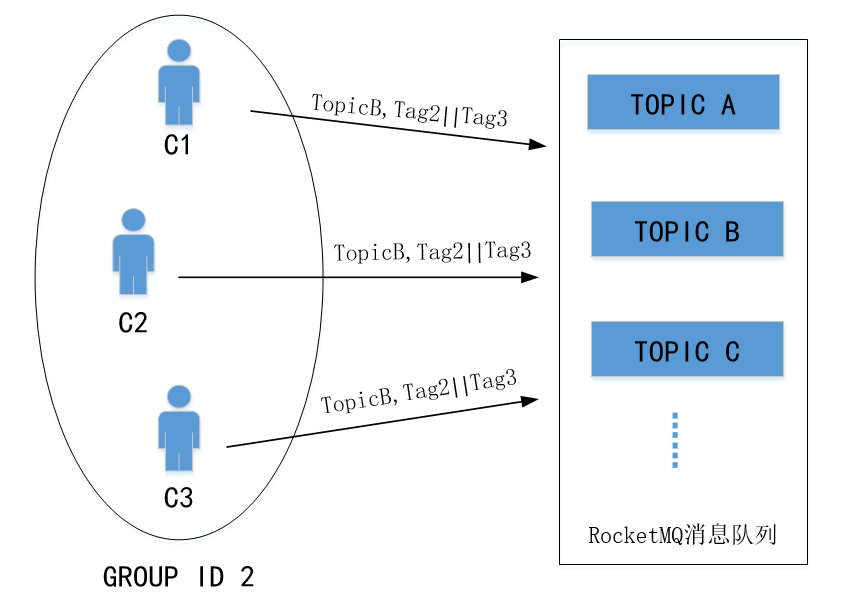 C1
C2
C3
GROUP ID 2
TopicB,Tag2||Tag3
TopicB,Tag2||Tag3
TopicB,Tag2||Tag3
TOPIC A
TOPIC B
TOPIC C
RocketMQ消息队列